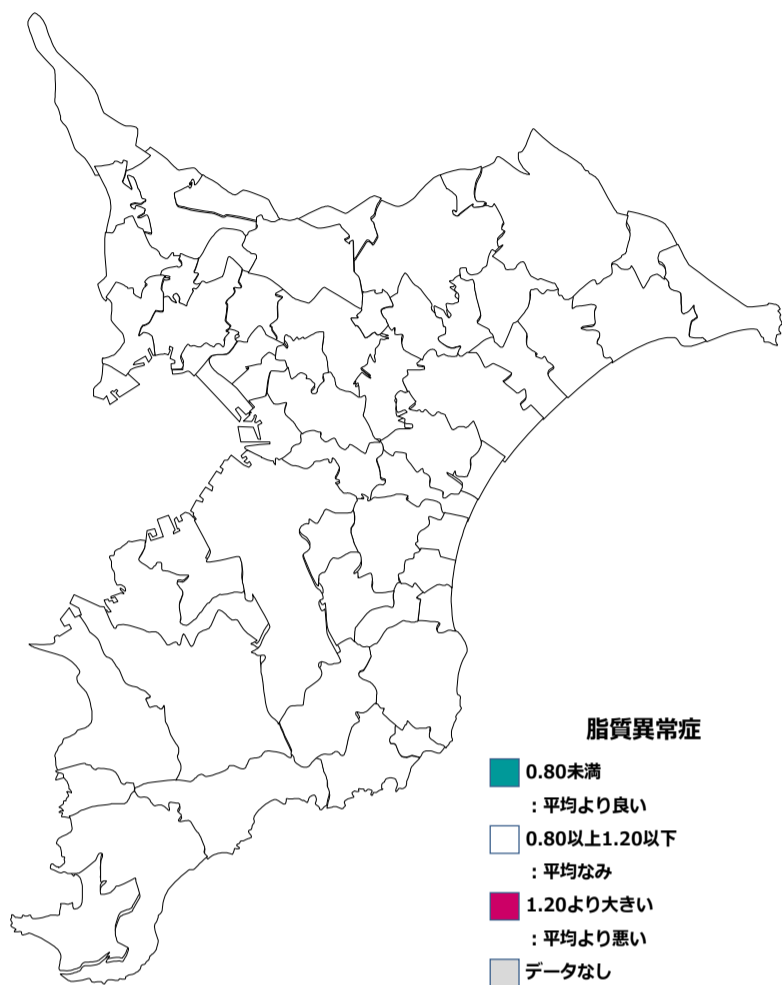 脂質異常症
0.80未満
：平均より良い
0.80以上1.20以下
：平均なみ
1.20より大きい
：平均より悪い
データなし